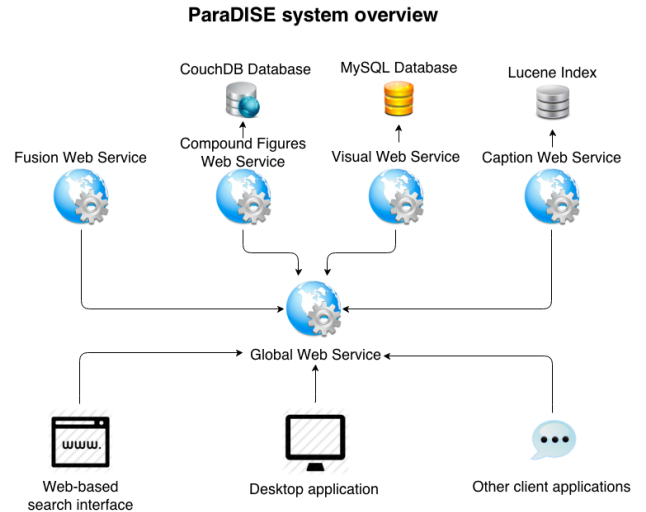 ParaDISE system overview
CouchDB Database
MySQL Database
Lucene Index
Fusion Web Service
Compound Figures
Web Service
Visual Web Service
Caption Web Service
Global Web Service
www.
Web-based
search interface
Desktop application
Other client applications